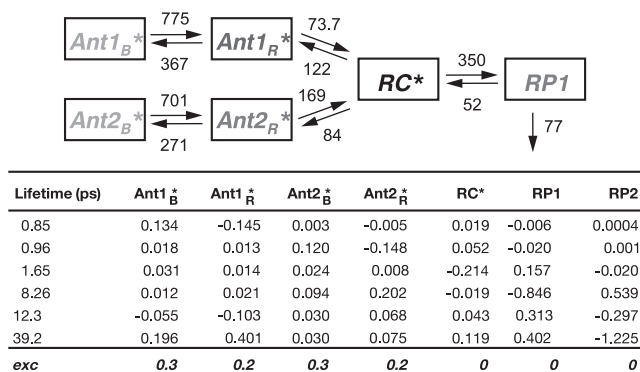 775 73.7
Ant1B* Ant1R*
367 122 350
RC* RP1
701 169 52
Ant2B* Ant2R*
271 84 77
Lifetime (ps) Ant1*B Ant1*R Ant2*B Ant2*R RC* RP1 RP2
0.85 0.134 -0.145 0.003 -0.005 0.019 -0.006 0.0004
0.96 0.018 0.013 0.120 -0.148 0.052 -0.020 0.001
1.65 0.031 0.014 0.024 0.008 -0.214 0.157 -0.020
8.26 0.012 0.021 0.094 0.202 -0.019 -0.846 0.539
12.3 -0.055 -0.103 0.030 0.068 0.043 0.313 -0.297
39.2 0.196 0.401 0.030 0.075 0.119 0.402 -1.225
exc 0.3 0.2 0.3 0.2 0 0 0